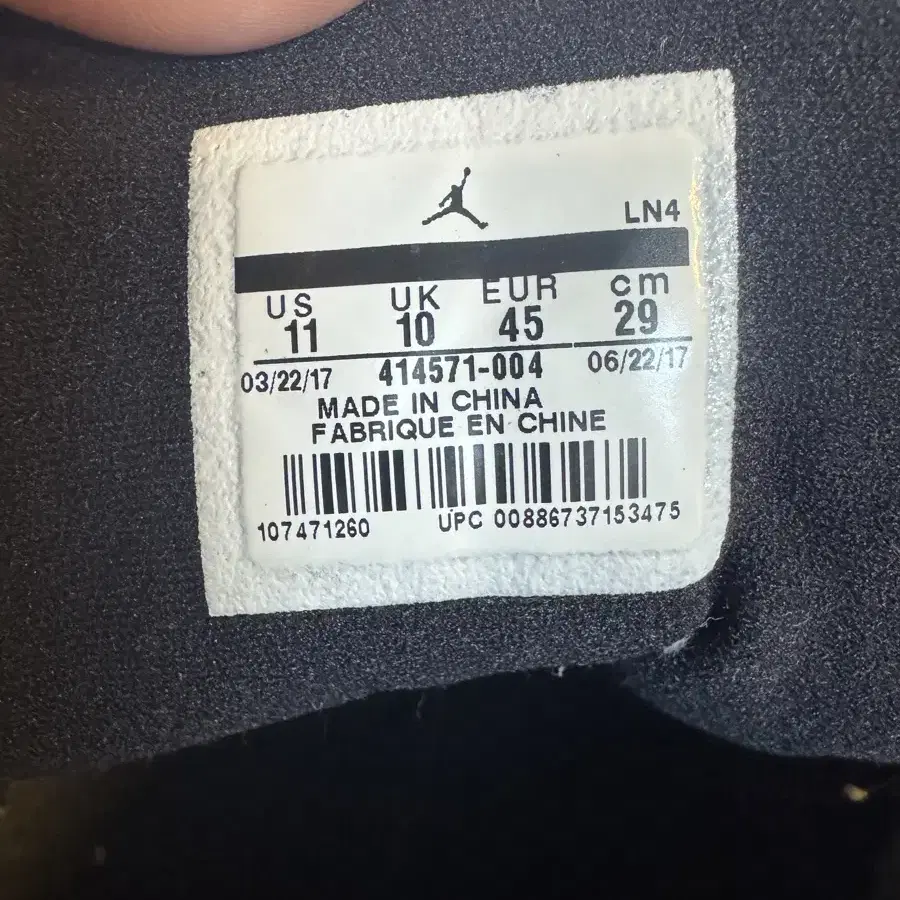 LN4
US UK EUR cm
11 10 45 29
03/22/17 414571-004 06/22/17
MADE IN CHINA
FABRIQUE EN CHINE
107471260 UPC 00886737153475